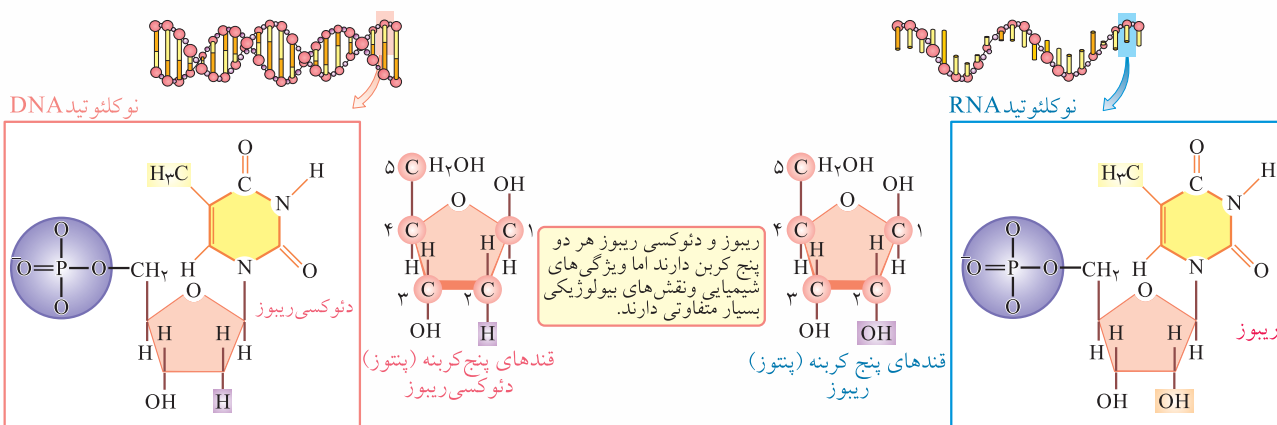 نوکلئوتید DNA
H۳C
O
C
N
H
O
N
H
O
–O=P–O–CH۲
O
O
دئوکسی ریبوز
H
H
H
H
OH
H
۵ C H۲OH
O
OH
۴ C
C ۱
H
H
H
H
۳ C
C ۲
OH
H
قندهای پنج‌کربنه (پنتوز)
دئوکسی‌ریبوز
ریبوز و دئوکسی ریبوز هر دو
پنج کربن دارند اما ویژگی‌های
شیمیایی ونقش‌های بیولوژیکی
بسیار متفاوتی دارند.
۵ C H۲OH
O
OH
۴ C
C ۱
H
H
H
H
۳ C
C ۲
OH
OH
قندهای پنج کربنه (پنتوز)
ریبوز
نوکلئوتید RNA
H۳C
O
C
N
H
O
N
H
O
–O=P–O–CH۲
O
O
ریبوز
H
H
H
H
OH
OH